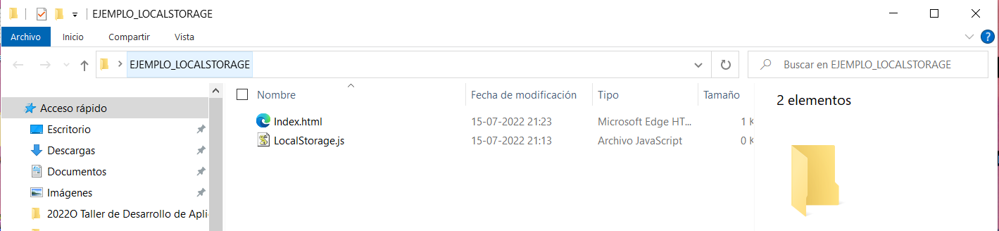 EJEMPLO_LOCALSTORAGE
Archivo Inicio Compartir Vista
EJEMPLO_LOCALSTORAGE Buscar en EJEMPLO_LOCALSTORAGE
Nombre Fecha de modificación Tipo Tamaño
Acceso rápido
Escritorio
Descargas
Documentos
Imágenes
2022O Taller de Desarrollo de Apli
Index.html 15-07-2022 21:23 Microsoft Edge HT... 1 K
LocalStorage.js 15-07-2022 21:13 Archivo JavaScript 0 K
2 elementos